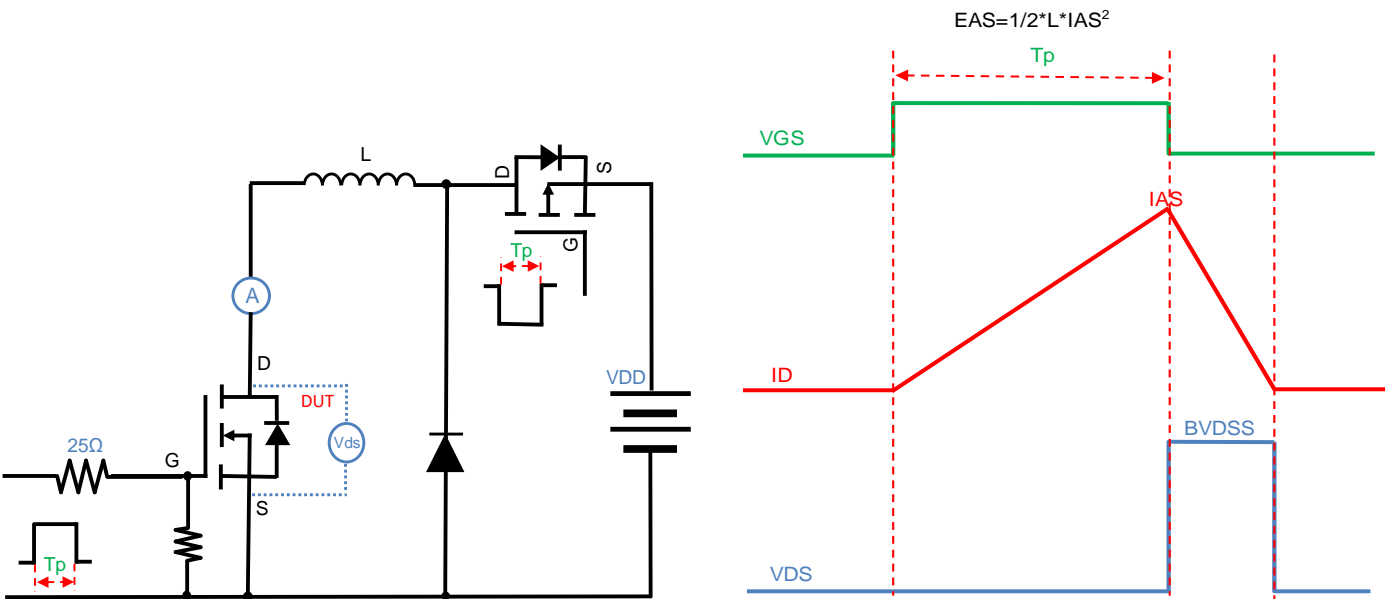 EAS=1/2*L*IAS²
Tp
VGS
IAS
ID
BVDSS
VDS
L
D
S
G
Tp
A
D
DUT
Vds
VDD
25Ω
G
S
Tp